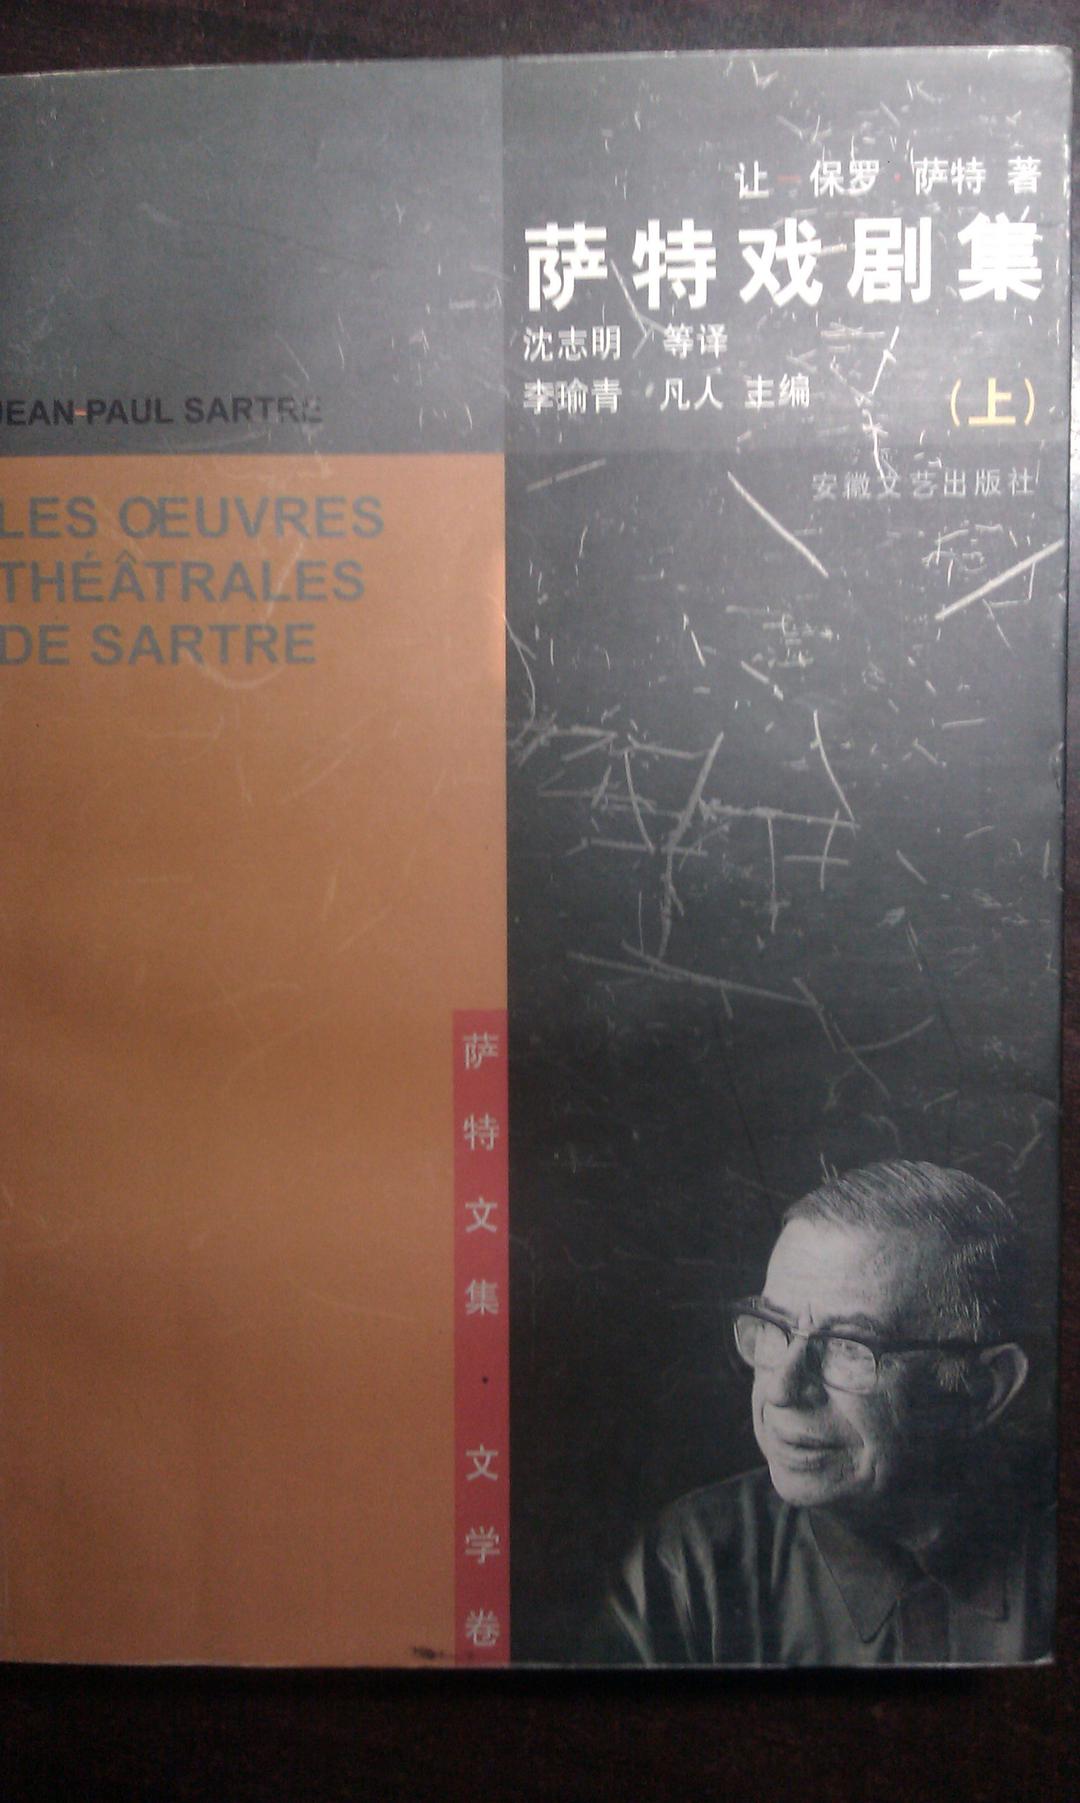 让-保罗·萨特 著
萨特戏剧集
沈志明 等译
李瑜青 凡人 主编
(上)
安徽文艺出版社
JEAN-PAUL SARTRE
LES OEUVRES
THÉÂTRALES
DE SARTRE
萨特文集·文学卷